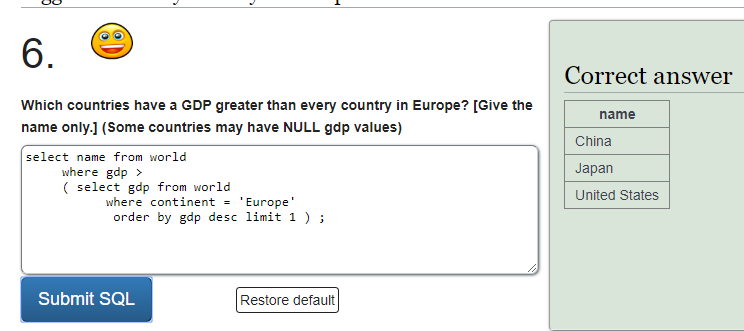 6.
Which countries have a GDP greater than every country in Europe? [Give the
name only.] (Some countries may have NULL gdp values)
select name from world
where gdp >
( select gdp from world
where continent = 'Europe'
order by gdp desc limit 1 ) ;
Submit SQL
Restore default
Correct answer
name
China
Japan
United States